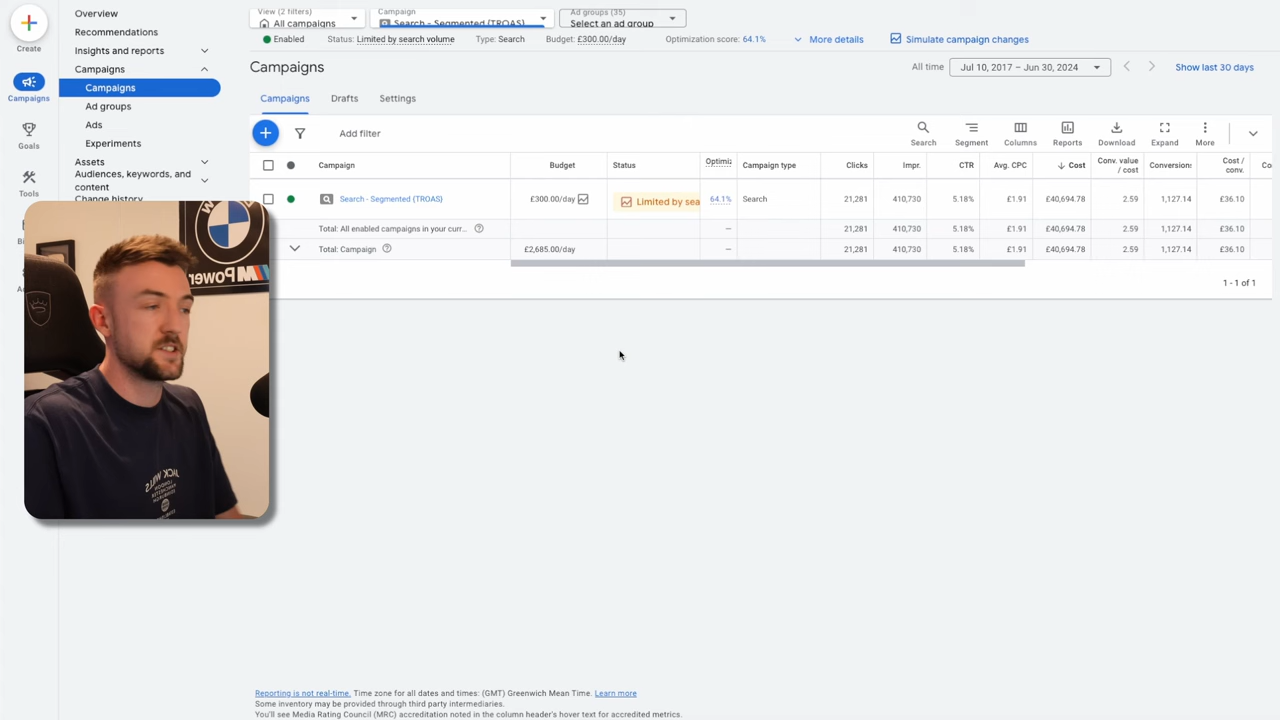 Create
Campaigns
Goals
Tools
Overview
Recommendations
Insights and reports
Campaigns
Campaigns
Ad groups
Ads
Experiments
Assets
Audiences, keywords, and
content
Change history
View (2 filters)
All campaigns
Campaign
Search - Segmented (TROAS)
Ad groups (35)
Select an ad group
Enabled Status: Limited by search volume Type: Search Budget: £300.00/day Optimization score: 64.1% More details Simulate campaign changes
Campaigns
All time Jul 10, 2017 – Jun 30, 2024 Show last 30 days
Campaigns Drafts Settings
Add filter
Search Segment Columns Reports Download Expand More
Campaign Budget Status Optimiz Campaign type Clicks Impr. CTR Avg. CPC Cost Conv. value / cost Conversions Cost / conv. Co
Search - Segmented (TROAS) £300.00/day Limited by sea 64.1% Search 21,281 410,730 5.18% £1.91 £40,694.78 2.59 1,127.14 £36.10
Total: All enabled campaigns in your curr... – 21,281 410,730 5.18% £1.91 £40,694.78 2.59 1,127.14 £36.10
Total: Campaign £2,685.00/day – 21,281 410,730 5.18% £1.91 £40,694.78 2.59 1,127.14 £36.10
1 - 1 of 1
BMW
M Power
JACK WILLS
Reporting is not real-time. Time zone for all dates and times: (GMT) Greenwich Mean Time. Learn more
Some inventory may be provided through third party intermediaries.
You'll see Media Rating Council (MRC) accreditation noted in the column header's hover text for accredited metrics.